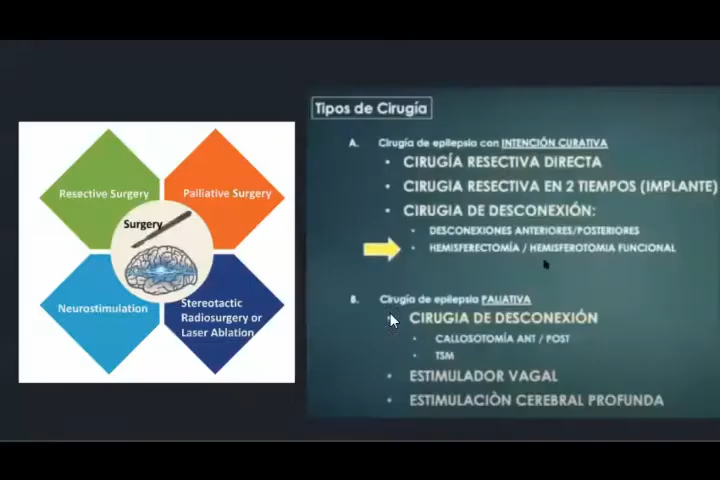 Resective Surgery
Palliative Surgery
Surgery
Neurostimulation
Stereotactic
Radiosurgery or
Laser Ablation
Tipos de Cirugía
A. Cirugía de epilepsia con INTENCIÓN CURATIVA
• CIRUGÍA RESECTIVA DIRECTA
• CIRUGÍA RESECTIVA EN 2 TIEMPOS (IMPLANTE)
• CIRUGIA DE DESCONEXIÓN:
• DESCONEXIONES ANTERIORES/POSTERIORES
• HEMISFERECTOMÍA / HEMISFEROTOMIA FUNCIONAL
B. Cirugía de epilepsia PALIATIVA
• CIRUGIA DE DESCONEXIÓN
• CALLOSOTOMÍA ANT / POST
• TSM
• ESTIMULADOR VAGAL
• ESTIMULACIÒN CEREBRAL PROFUNDA